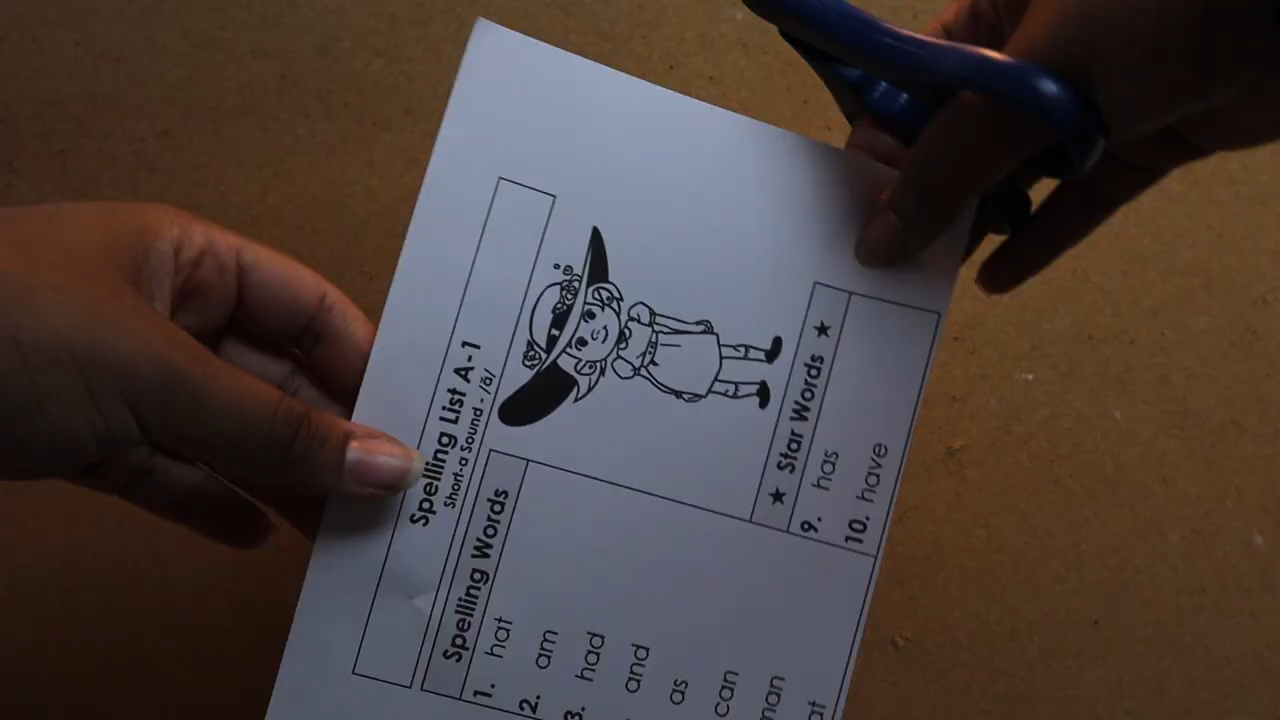 Spelling List A-1
Short-a Sound - /ă/
Spelling Words
1. hat
2. am
3. had
and
as
can
★ Star Words ★
9. has
10. have